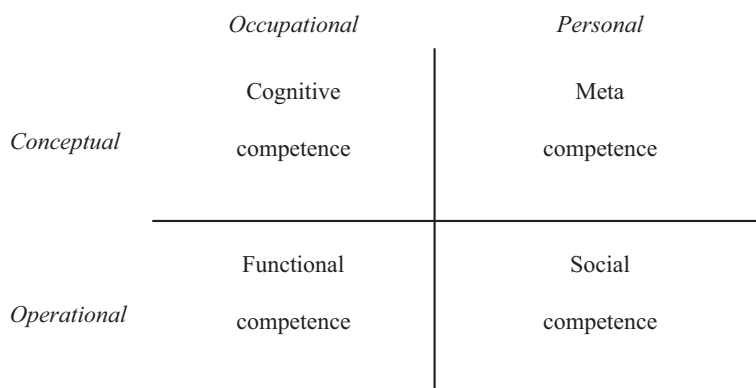 Occupational
Personal
Cognitive
Meta
Conceptual
competence
competence
Functional
Social
Operational
competence
competence